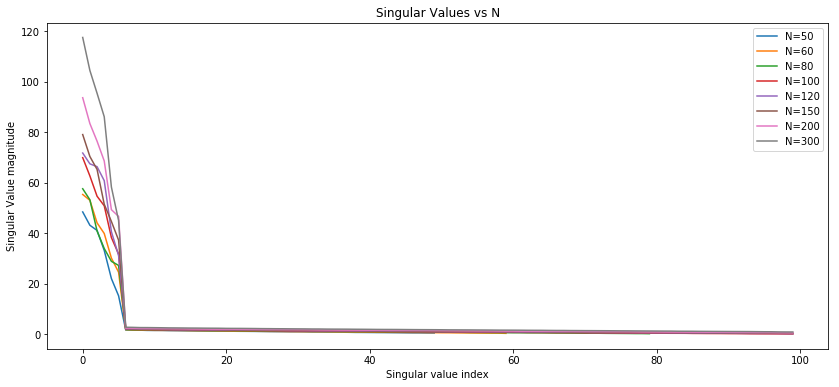 Singular Values vs N
120
100
80
60
40
20
0
Singular Value magnitude
N=50
N=60
N=80
N=100
N=120
N=150
N=200
N=300
0 20 40 60 80 100
Singular value index